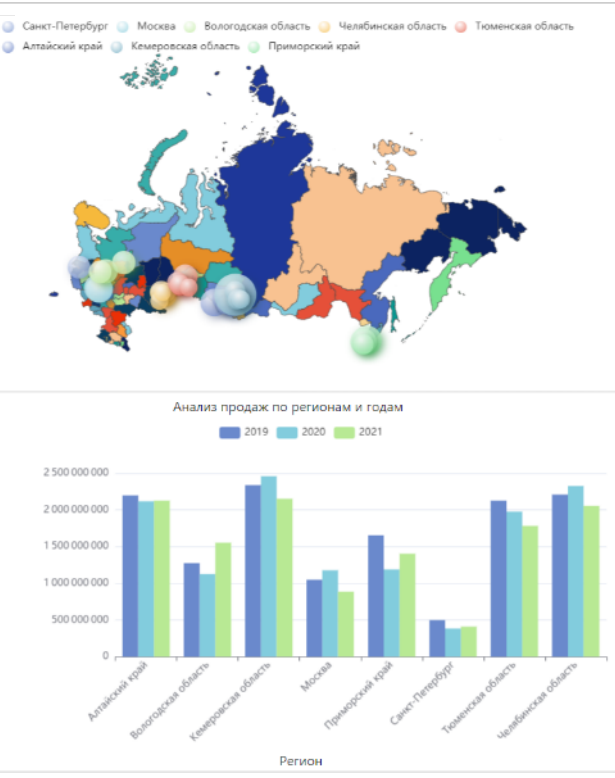 Санкт-Петербург Москва Вологодская область Челябинская область Тюменская область
Алтайский край Кемеровская область Приморский край
Анализ продаж по регионам и годам
2019 2020 2021
2 500 000 000
2 000 000 000
1 500 000 000
1 000 000 000
500 000 000
0
Алтайский край
Вологодская область
Кемеровская область
Москва
Приморский край
Санкт-Петербург
Тюменская область
Челябинская область
Регион